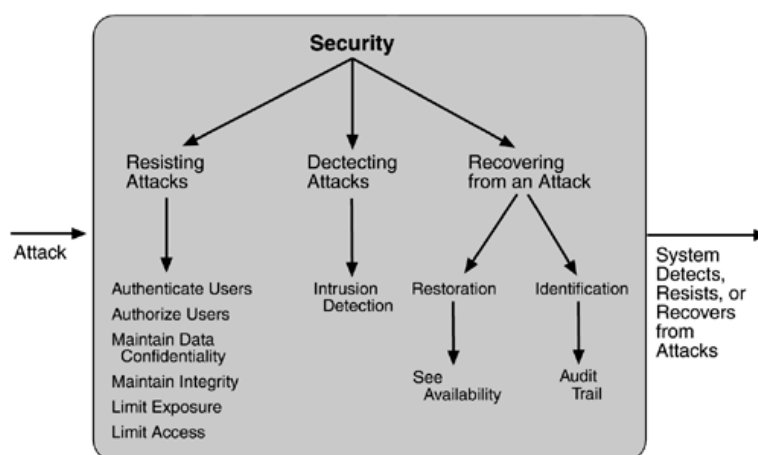 Security
Resisting
Attacks
Dectecting
Attacks
Recovering
from an Attack
Attack
System
Detects,
Resists, or
Recovers
from
Attacks
Authenticate Users
Authorize Users
Maintain Data
Confidentiality
Maintain Integrity
Limit Exposure
Limit Access
Intrusion
Detection
Restoration
Identification
See
Availability
Audit
Trail